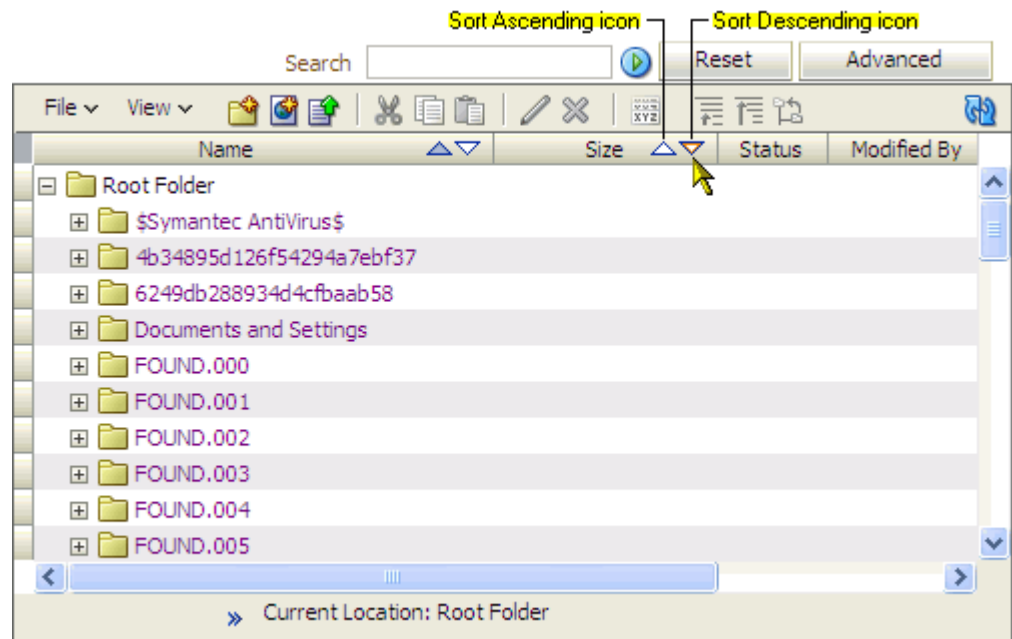 Sort Ascending icon Sort Descending icon
Search Reset Advanced
File View XYZ
Name Size Status Modified By
Root Folder
$Symantec AntiVirus$
4b34895d126f54294a7ebf37
6249db288934d4cfbaab58
Documents and Settings
FOUND.000
FOUND.001
FOUND.002
FOUND.003
FOUND.004
FOUND.005
» Current Location: Root Folder